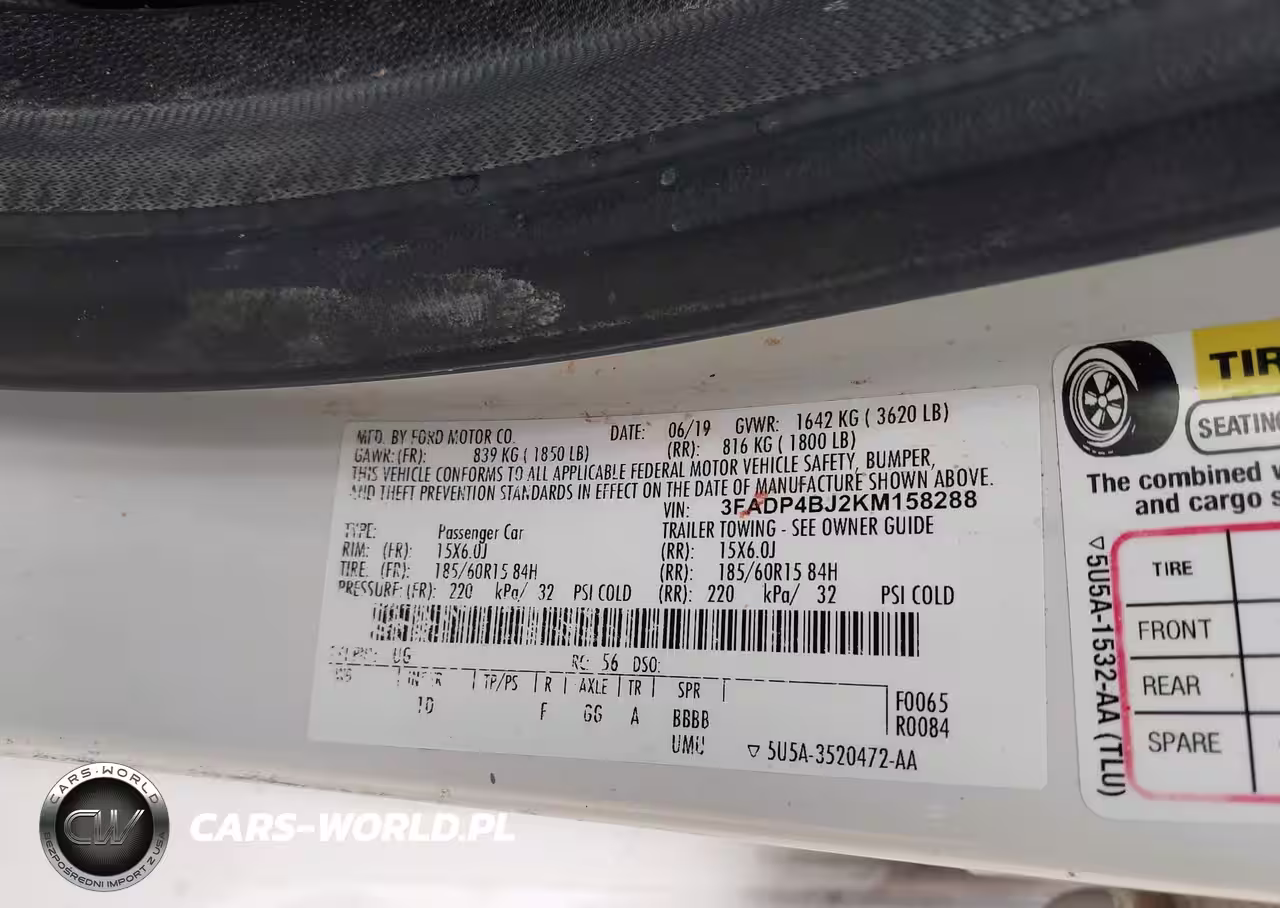 MFD. BY FORD MOTOR CO. DATE: 06/19 GVWR: 1642 KG ( 3620 LB)
GAWR:(FR): 839 KG ( 1850 LB) (RR): 816 KG ( 1800 LB)
THIS VEHICLE CONFORMS TO ALL APPLICABLE FEDERAL MOTOR VEHICLE SAFETY, BUMPER,
AND THEFT PREVENTION STANDARDS IN EFFECT ON THE DATE OF MANUFACTURE SHOWN ABOVE.
VIN: 3FADP4BJ2KM158288
TYPE: Passenger Car TRAILER TOWING - SEE OWNER GUIDE
RIM: (FR): 15X6.0J (RR): 15X6.0J
TIRE: (FR): 185/60R15 84H (RR): 185/60R15 84H
PRESSURE:(FR): 220 kPa/ 32 PSI COLD (RR): 220 kPa/ 32 PSI COLD
UG RC: 56 DSO:
TP/PS R AXLE TR SPR
F0065
F GG A BBBB R0084
UMU ▽ 5U5A-3520472-AA
TIR
SEATING
The combined
and cargo
TIRE
FRONT
REAR
SPARE
▽5U5A-1532-AA (TLU)
CARS-WORLD
CW
BEZPOŚREDNI IMPORT Z USA
CARS-WORLD.PL